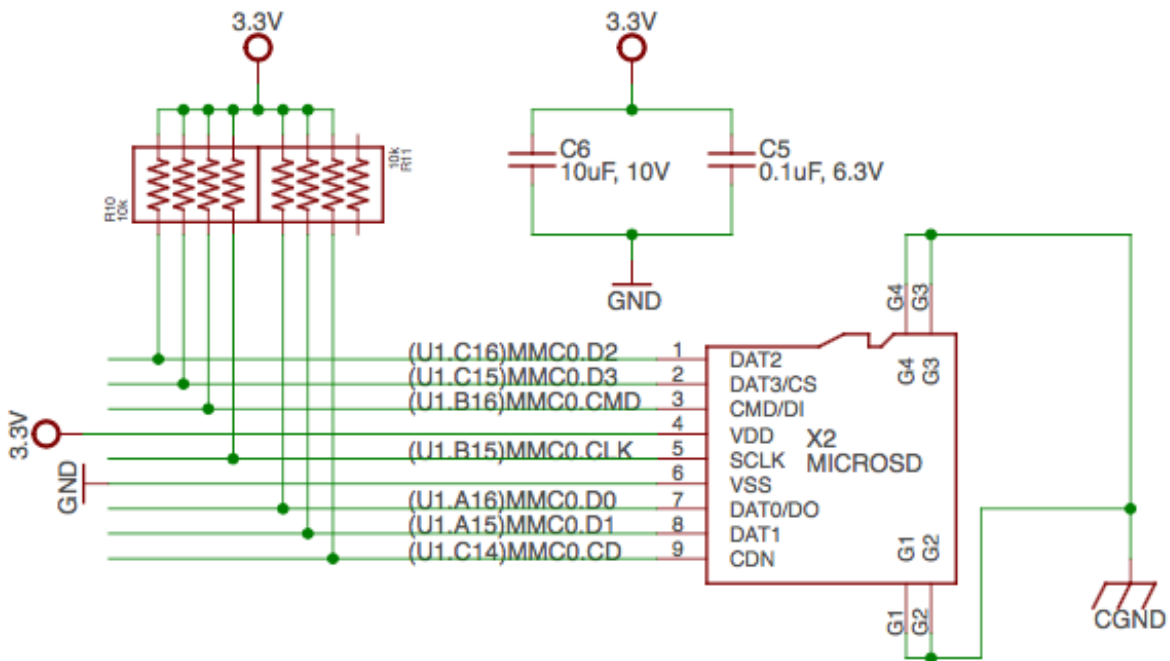 3.3V
3.3V
R10
10k
10k
R11
C6
10uF, 10V
C5
0.1uF, 6.3V
GND
G4
G3
G4
G3
(U1.C16)MMC0.D2
1
DAT2
(U1.C15)MMC0.D3
2
DAT3/CS
(U1.B16)MMC0.CMD
3
CMD/DI
3.3V
4
VDD
X2
MICROSD
(U1.B15)MMC0.CLK
5
SCLK
GND
6
VSS
(U1.A16)MMC0.D0
7
DAT0/DO
(U1.A15)MMC0.D1
8
DAT1
(U1.C14)MMC0.CD
9
CDN
G1
G2
G1
G2
CGND